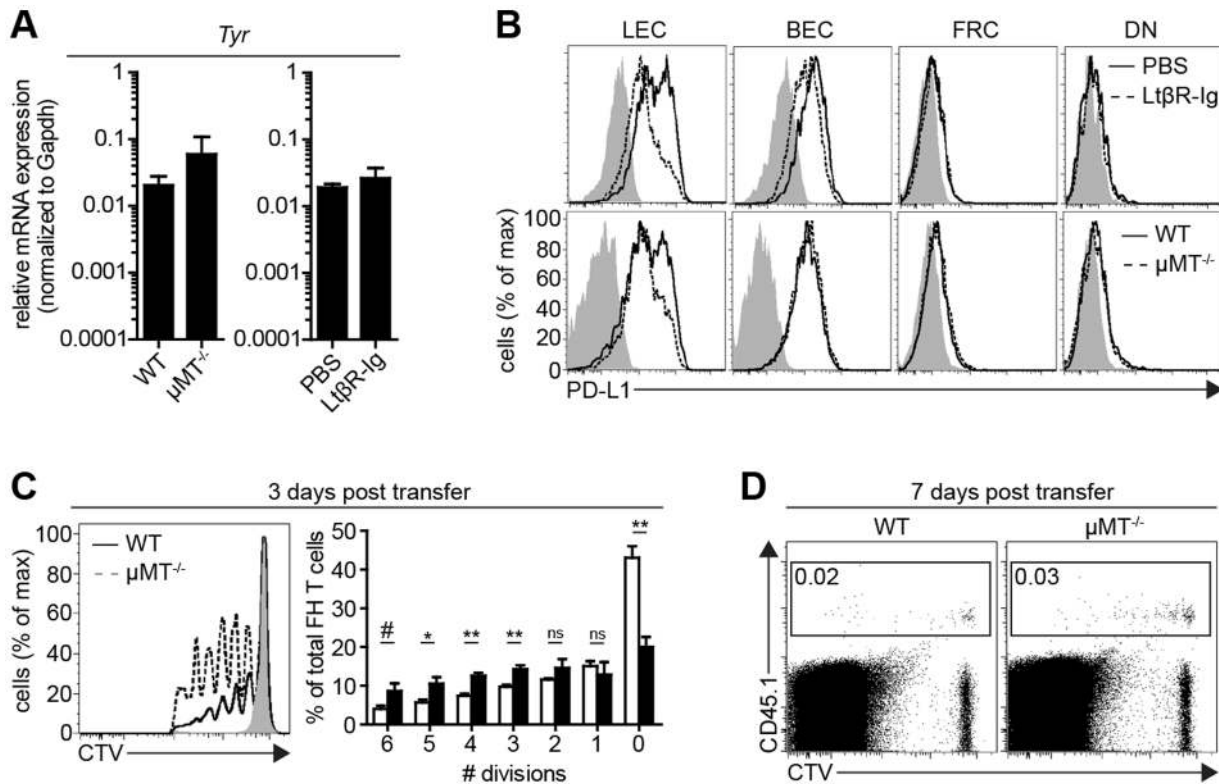 A
Tyr
relative mRNA expression
(normalized to Gapdh)
1
0.1
0.01
0.001
0.0001
WT
µMT-/-
1
0.1
0.01
0.001
0.0001
PBS
LtβR-Ig
B
LEC
BEC
FRC
DN
PBS
LtβR-Ig
cells (% of max)
100
80
60
40
20
0
WT
µMT-/-
PD-L1
C
3 days post transfer
cells (% of max)
100
80
60
40
20
0
WT
µMT-/-
CTV
% of total FH T cells
50
40
30
20
10
0
#
*
**
**
ns
ns
**
6 5 4 3 2 1 0
# divisions
D
7 days post transfer
WT
µMT-/-
0.02
0.03
CD45.1
CTV